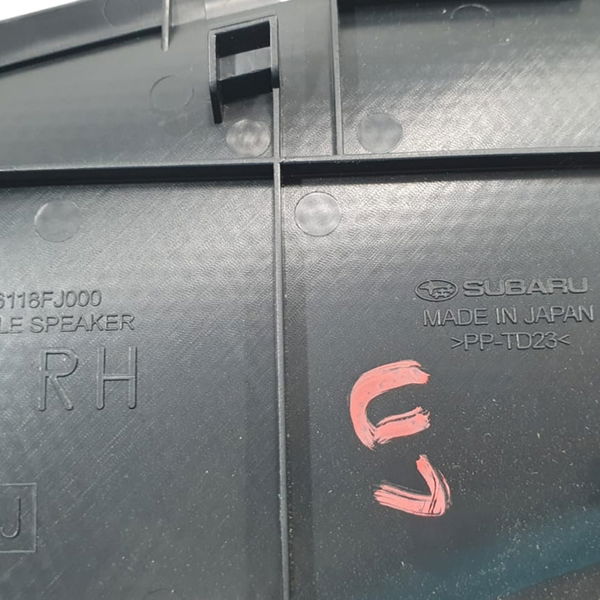 6118FJ000
LE SPEAKER
RH
J
SUBARU
MADE IN JAPAN
>PP-TD23<